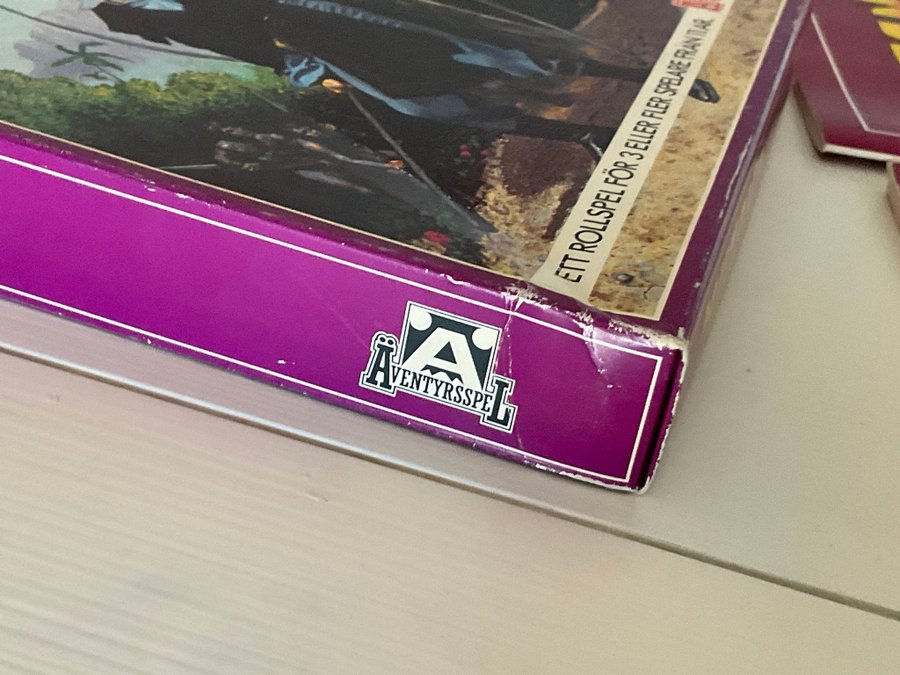 ETT ROLLSPEL FÖR 3 ELLER FLER SPELARE FRÅN 11 ÅR.
A
ÄVENTYRSSPEL